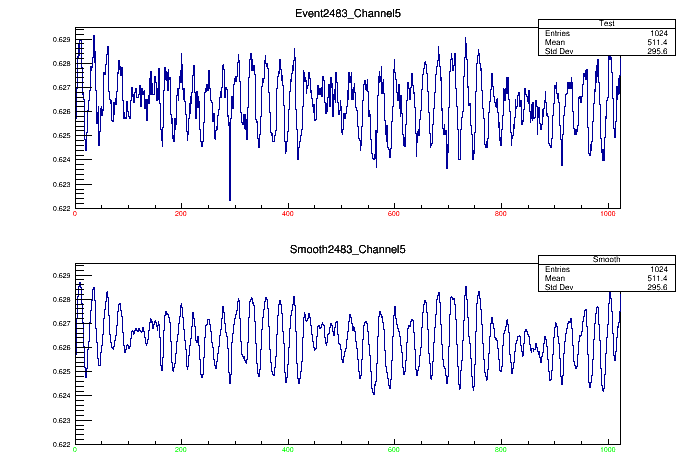 Event2483_Channel5
Test
Entries 1024
Mean 511.4
Std Dev 295.6
0.629
0.628
0.627
0.626
0.625
0.624
0.623
0.622
0 200 400 600 800 1000
Smooth2483_Channel5
Smooth
Entries 1024
Mean 511.4
Std Dev 295.6
0.629
0.628
0.627
0.626
0.625
0.624
0.623
0.622
0 200 400 600 800 1000